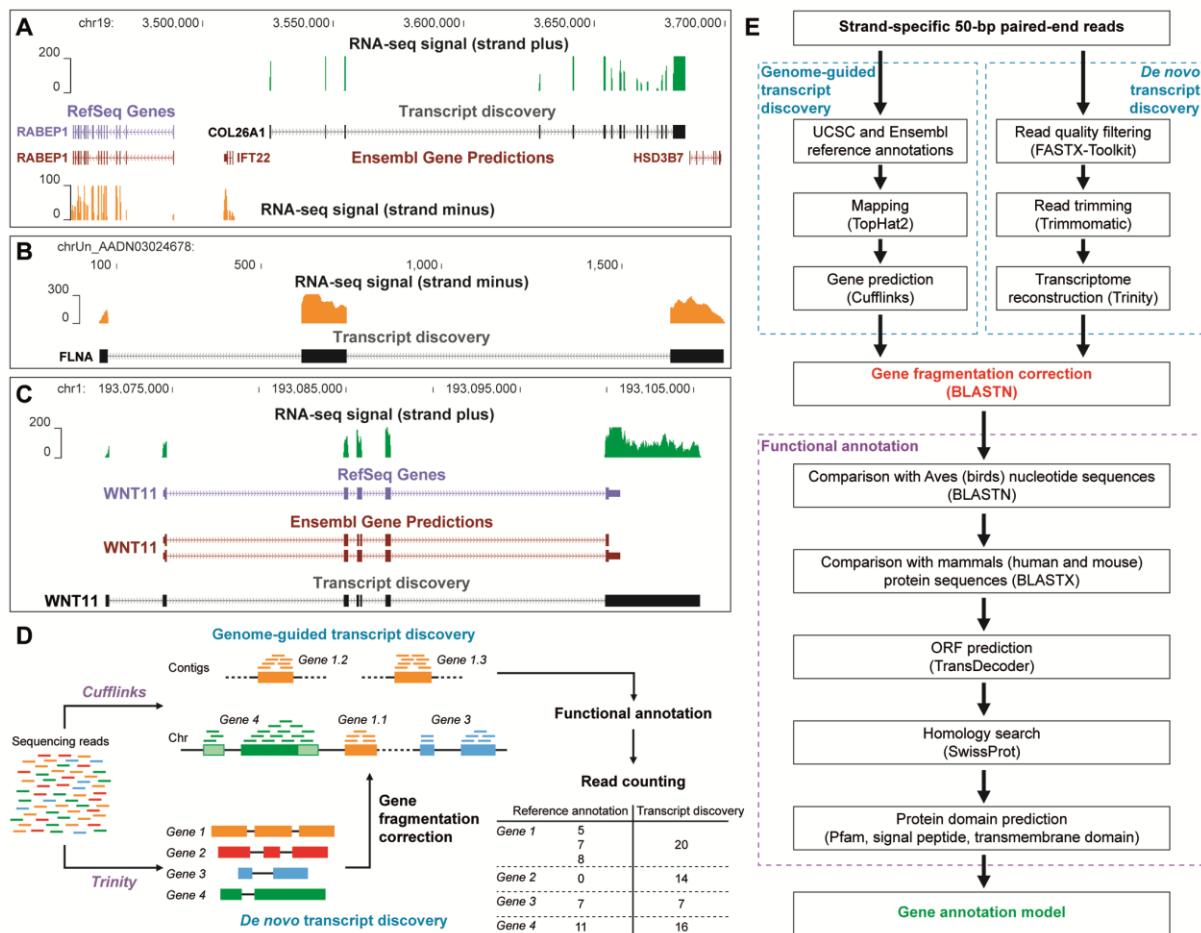 A
chr19:
3,500,000
3,550,000
3,600,000
3,650,000
3,700,000
RNA-seq signal (strand plus)
200
0
RefSeq Genes
Transcript discovery
RABEP1
COL26A1
RABEP1
IFT22
Ensembl Gene Predictions
HSD3B7
100
0
RNA-seq signal (strand minus)
B
chrUn_AADN03024678:
100
500
1,000
1,500
RNA-seq signal (strand minus)
300
0
Transcript discovery
FLNA
C
chr1:
193,075,000
193,085,000
193,095,000
193,105,000
RNA-seq signal (strand plus)
200
0
RefSeq Genes
WNT11
Ensembl Gene Predictions
WNT11
Transcript discovery
WNT11
D
Genome-guided transcript discovery
Contigs
Gene 1.2
Gene 1.3
Cufflinks
Sequencing reads
Chr
Gene 4
Gene 1.1
Gene 3
Functional annotation
Read counting
Gene
fragmentation
correction
Gene 1
Gene 2
Gene 3
Gene 4
Trinity
De novo transcript discovery
Reference annotation
Transcript discovery
Gene 1
5
7
20
8
Gene 2
0
14
Gene 3
7
7
Gene 4
11
16
E
Strand-specific 50-bp paired-end reads
Genome-guided
transcript
discovery
De novo
transcript
discovery
UCSC and Ensembl
reference annotations
Read quality filtering
(FASTX-Toolkit)
Mapping
(TopHat2)
Read trimming
(Trimmomatic)
Gene prediction
(Cufflinks)
Transcriptome
reconstruction (Trinity)
Gene fragmentation correction
(BLASTN)
Functional annotation
Comparison with Aves (birds) nucleotide sequences
(BLASTN)
Comparison with mammals (human and mouse)
protein sequences (BLASTX)
ORF prediction
(TransDecoder)
Homology search
(SwissProt)
Protein domain prediction
(Pfam, signal peptide, transmembrane domain)
Gene annotation model